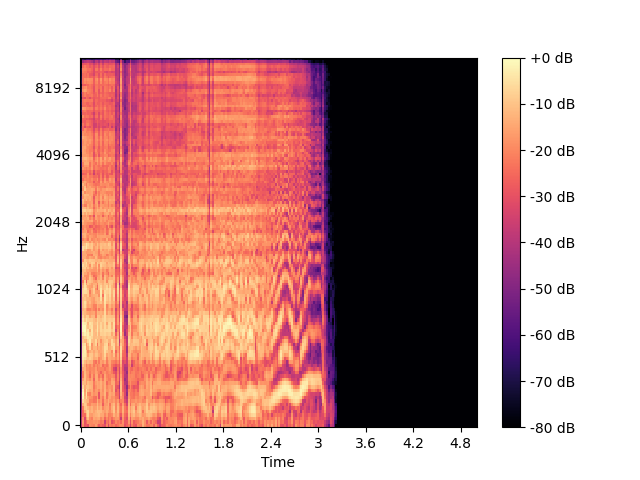 +0 dB
8192
-10 dB
4096
-20 dB
-30 dB
2048
-40 dB
Hz
1024
-50 dB
512
-60 dB
-70 dB
0
-80 dB
0 0.6 1.2 1.8 2.4 3 3.6 4.2 4.8
Time